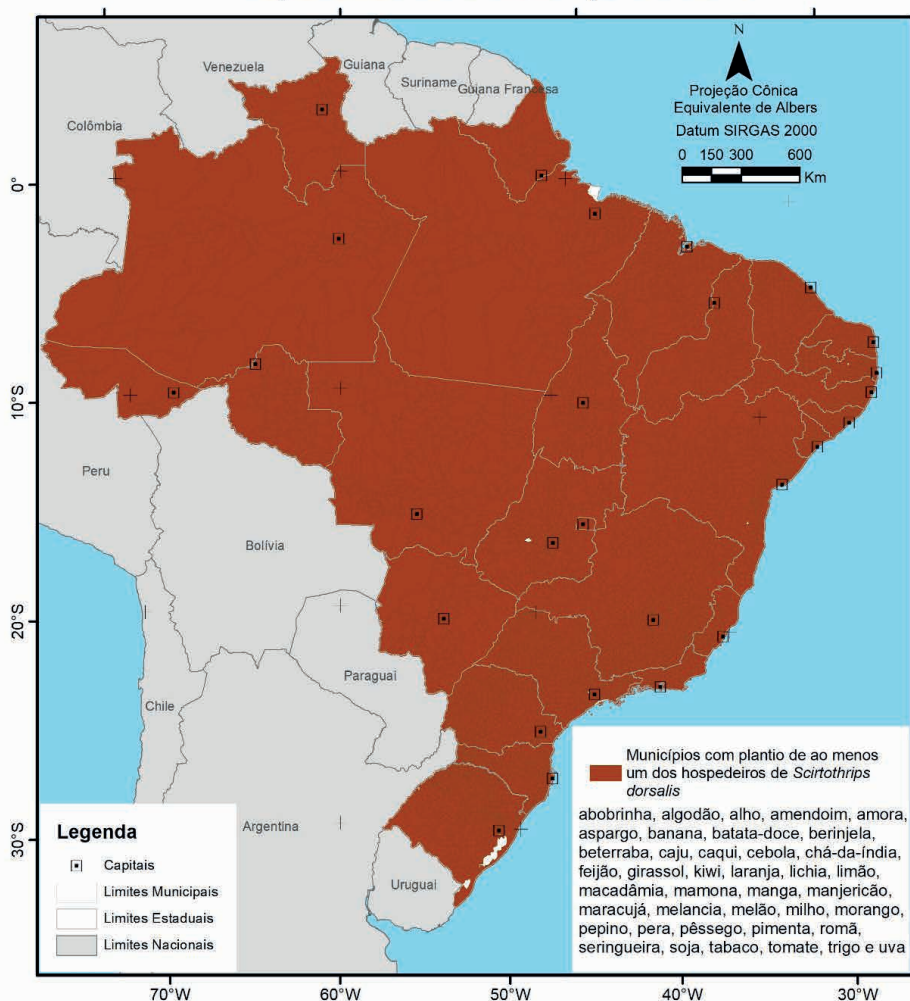 N
Projeção Cônica
Equivalente de Albers
Datum SIRGAS 2000
0 150 300 600
Km
Venezuela
Guiana
Suriname
Guiana Francesa
Colômbia
Peru
Bolívia
Paraguai
Chile
Argentina
Uruguai
0°
10°S
20°S
30°S
Legenda
Capitais
Limites Municipais
Limites Estaduais
Limites Nacionais
Municípios com plantio de ao menos
um dos hospedeiros de Scirtothrips
dorsalis
abobrinha, algodão, alho, amendoim, amora,
aspargo, banana, batata-doce, berinjela,
beterraba, caju, caqui, cebola, chá-da-índia,
feijão, girassol, kiwi, laranja, lichia, limão,
macadâmia, mamona, manga, manjericão,
maracujá, melancia, melão, milho, morango,
pepino, pera, pêssego, pimenta, romã,
seringueira, soja, tabaco, tomate, trigo e uva
70°W 60°W 50°W 40°W 30°W